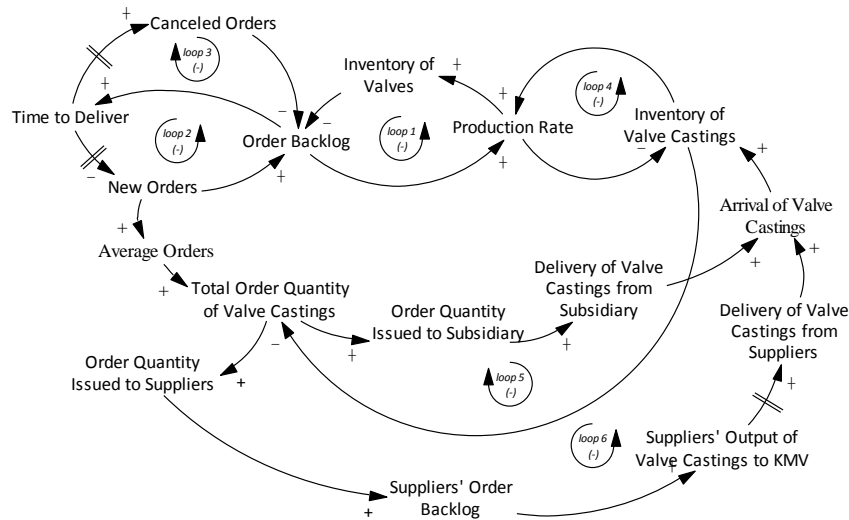 Canceled Orders
+
loop 3
(-)
+
Inventory of
Valves
+
+
loop 4
(-)
Inventory of
Valve Castings
Time to Deliver
loop 2
(-)
−
−
Order Backlog
loop 1
(-)
Production Rate
−
+
−
New Orders
+
+
+
Average Orders
+
Arrival of Valve
Castings
+
+
Total Order Quantity
of Valve Castings
−
Order Quantity
Issued to Subsidiary
+
Delivery of Valve
Castings from
Subsidiary
+
Delivery of Valve
Castings from
Suppliers
+
Order Quantity
Issued to Suppliers
+
loop 5
(-)
loop 6
(-)
Suppliers' Output of
Valve Castings to KMV
+
Suppliers' Order
Backlog
+